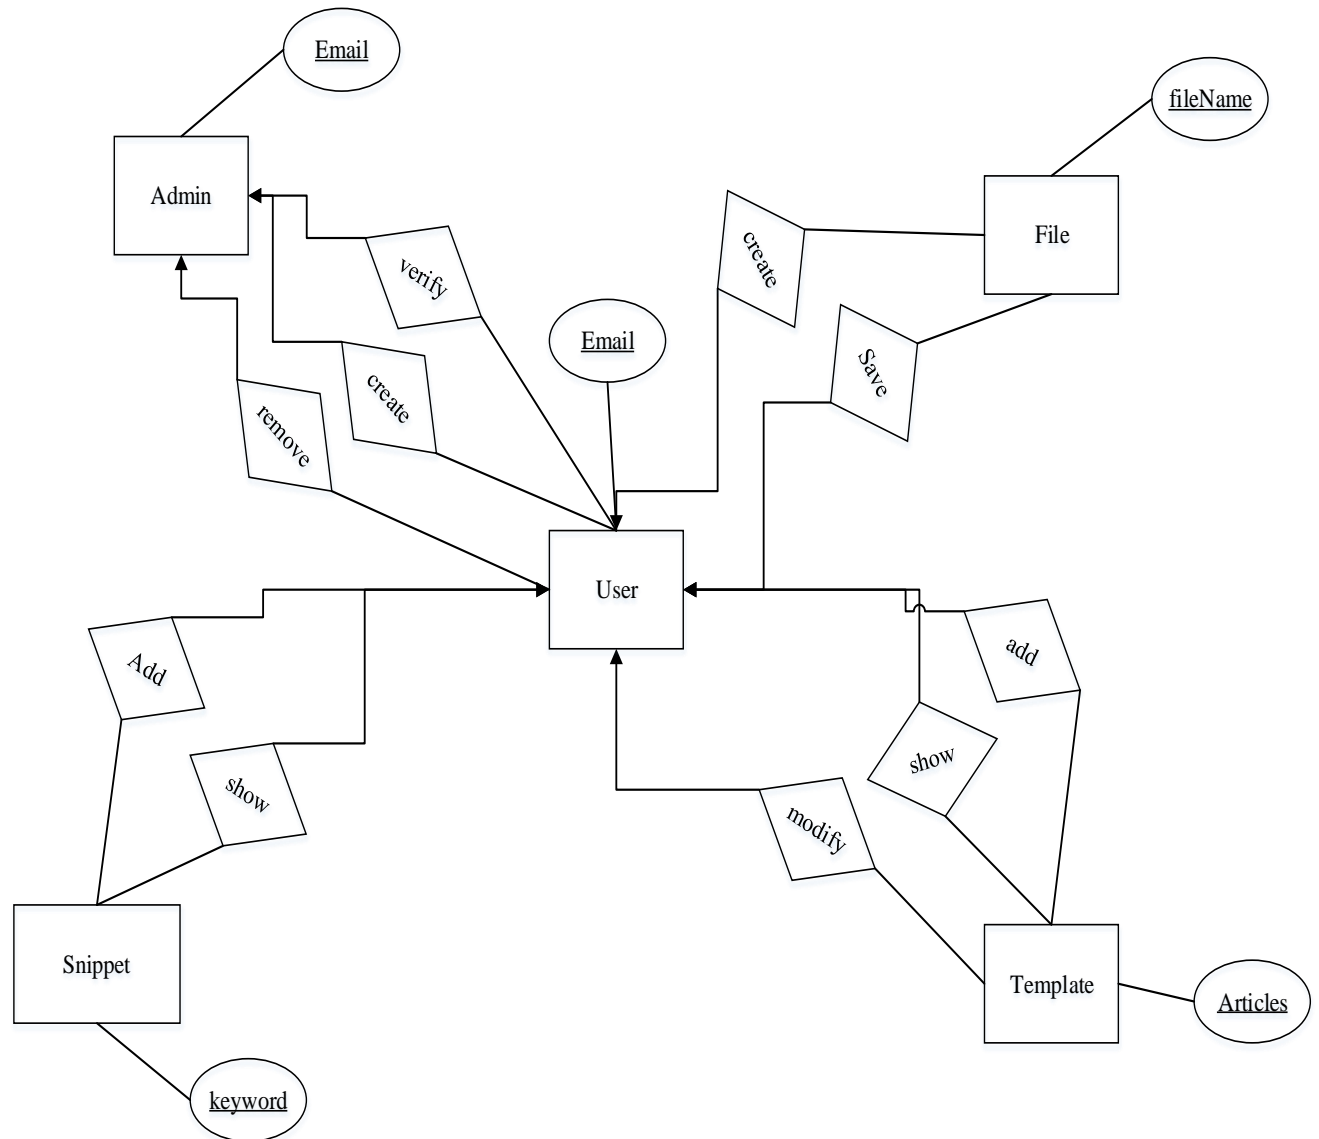 Email
fileName
Admin
File
verify
create
Email
create
Save
remove
User
Add
add
show
show
modify
Snippet
Template
Articles
keyword